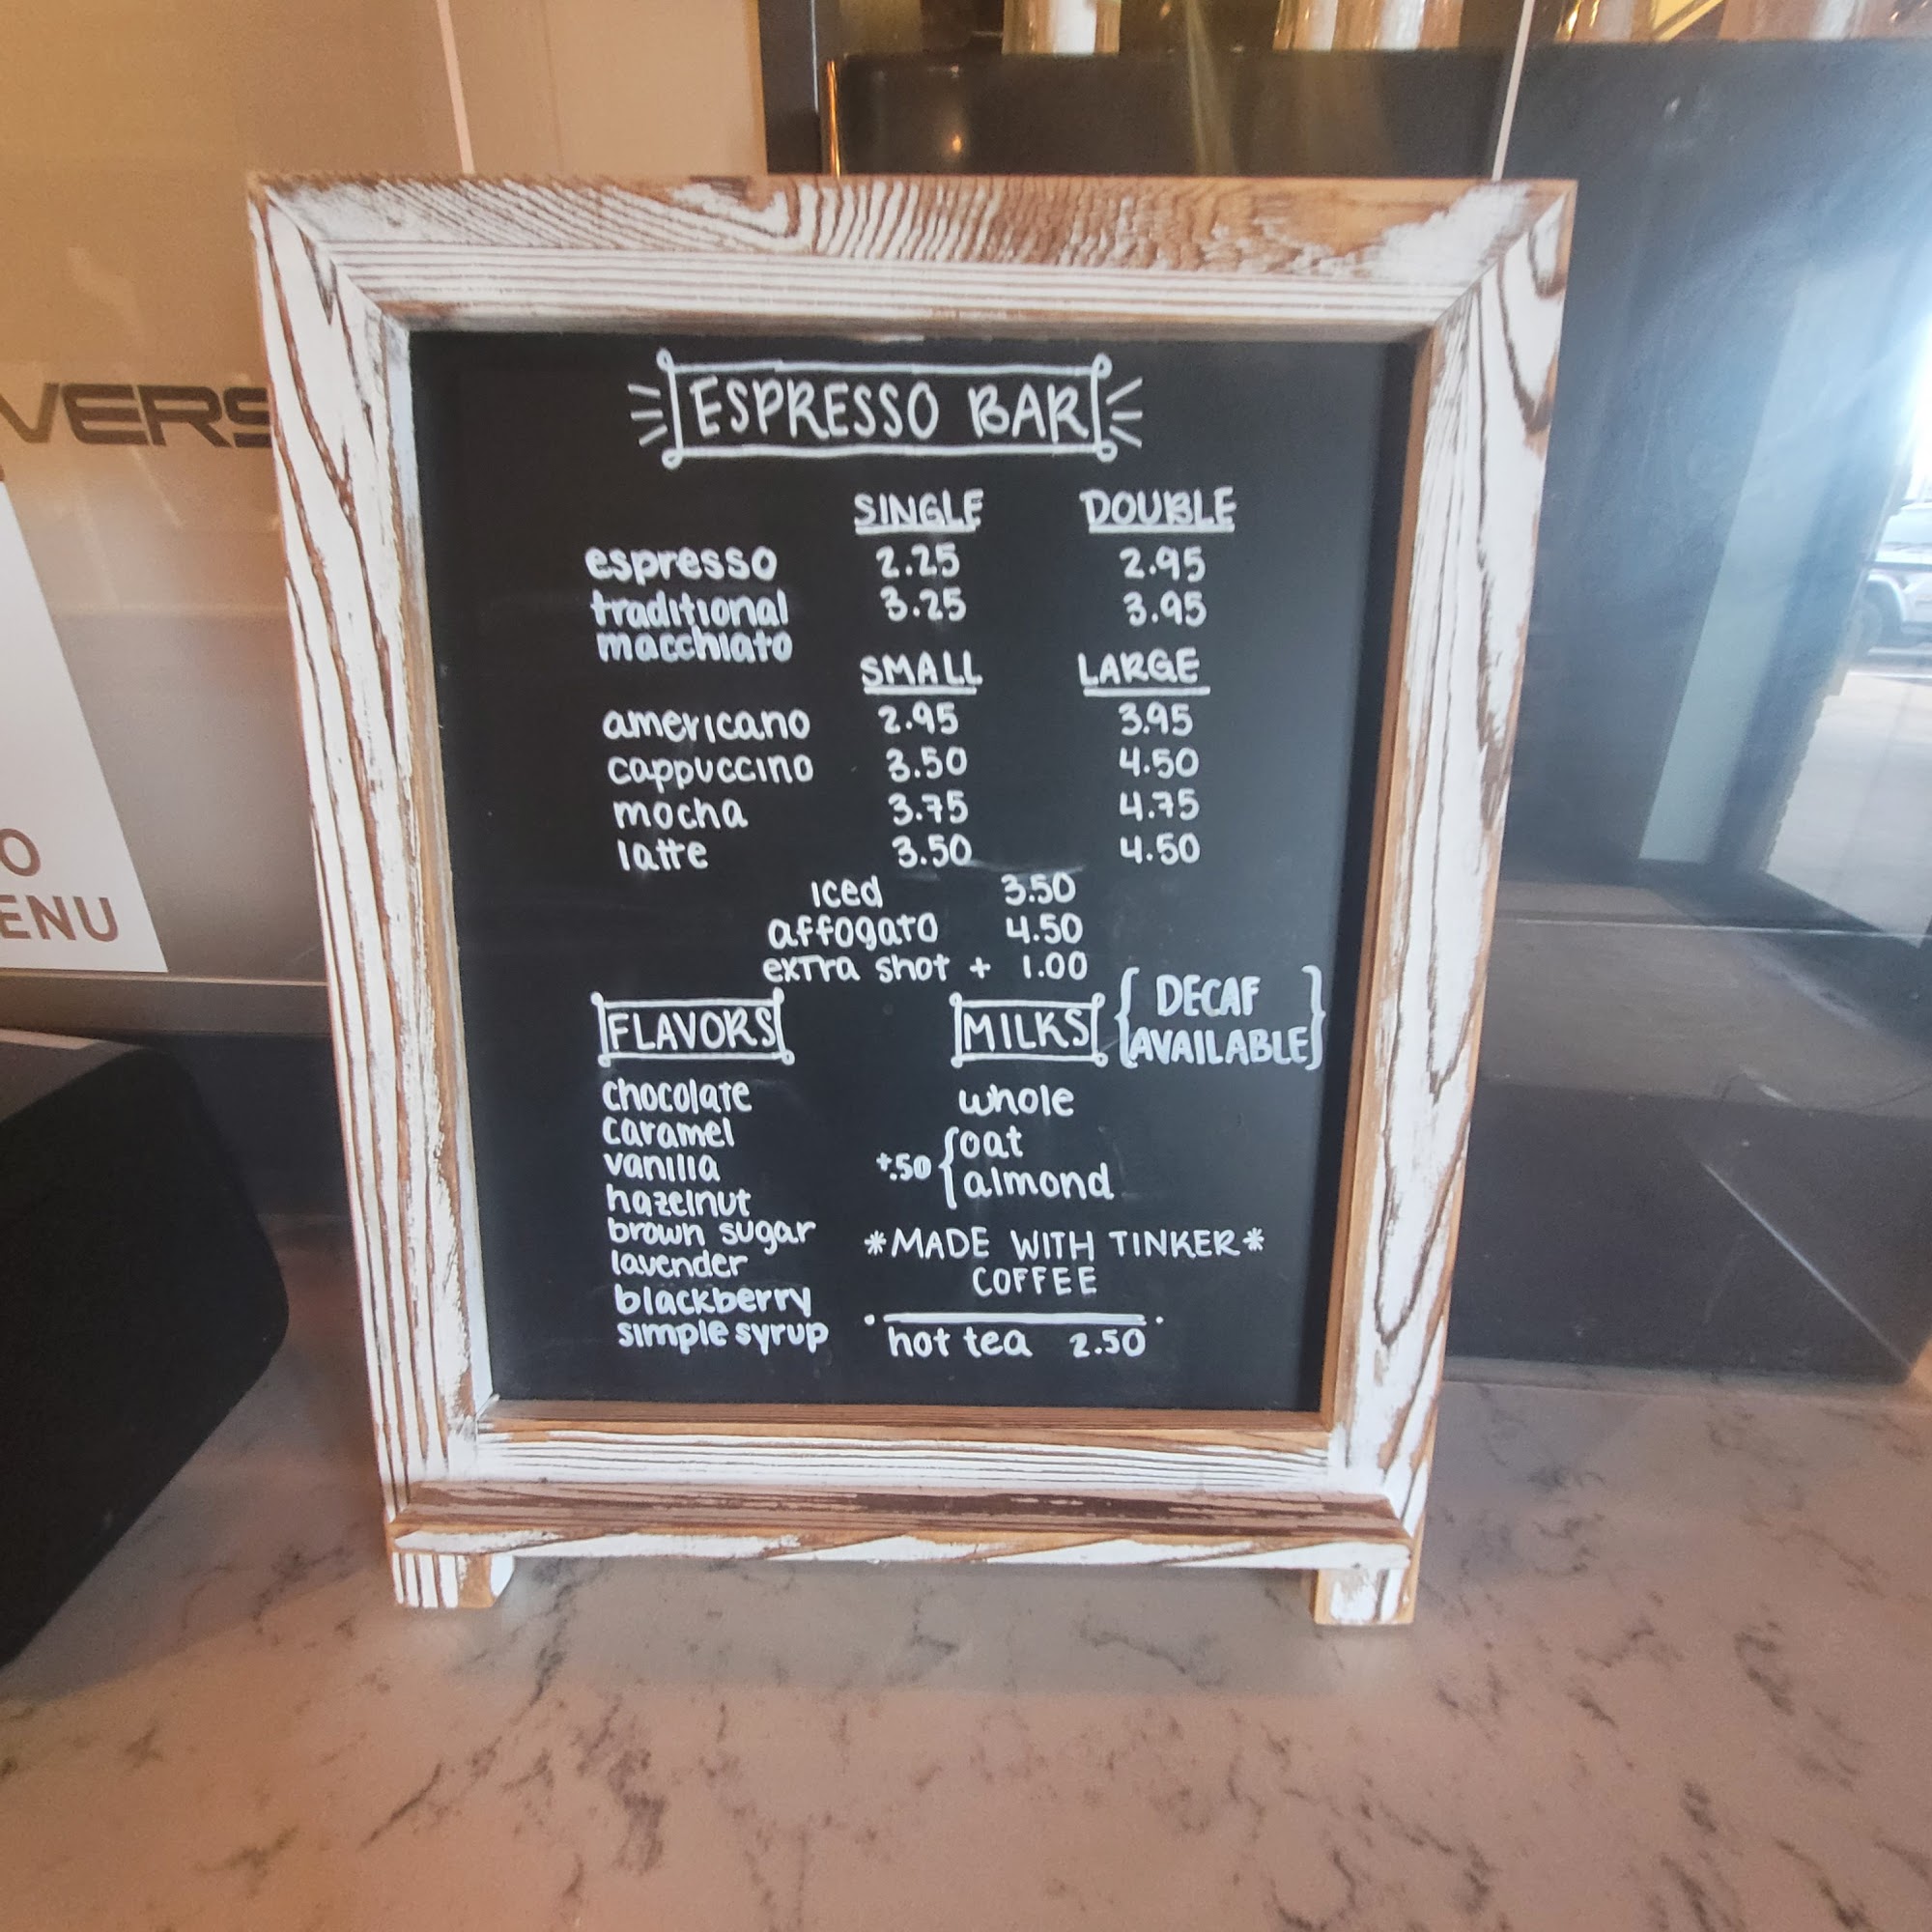 VERS
O
ENU
ESPRESSO BAR
SINGLE DOUBLE
espresso 2.25 2.95
traditional 3.25 3.95
macchiato
SMALL LARGE
americano 2.95 3.95
cappuccino 3.50 4.50
mocha 3.75 4.75
latte 3.50 4.50
iced 3.50
affogato 4.50
extra shot + 1.00
{DECAF
AVAILABLE}
FLAVORS
chocolate
caramel
vanilla
hazelnut
brown sugar
lavender
blackberry
simple syrup
MILKS
whole
+.50 { oat
almond
*MADE WITH TINKER*
COFFEE
hot tea 2.50